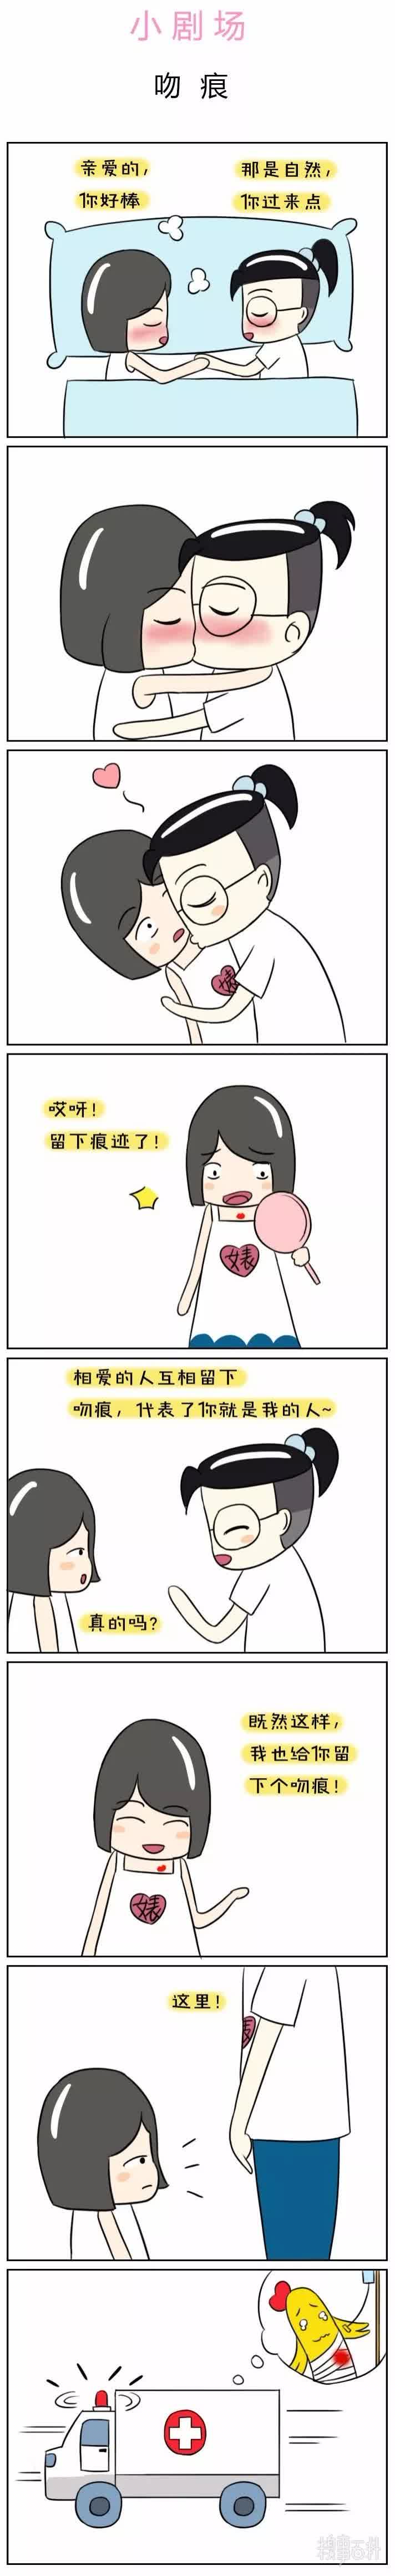 小剧场
吻痕
亲爱的，
你好棒
那是自然，
你过来点
婊
哎呀！
留下痕迹了！
婊
相爱的人互相留下
吻痕，代表了你就是我的人~
真的吗？
既然这样，
我也给你留
下个吻痕！
婊
这里！